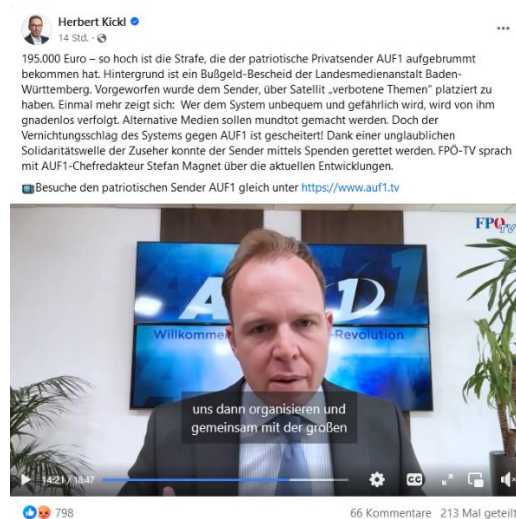 Herbert Kickl
14 Std.
195.000 Euro – so hoch ist die Strafe, die der patriotische Privatsender AUF1 aufgebrummt
bekommen hat. Hintergrund ist ein Bußgeld-Bescheid der Landesmedienanstalt Baden-
Württemberg. Vorgeworfen wurde dem Sender, über Satellit „verbotene Themen“ platziert zu
haben. Einmal mehr zeigt sich: Wer dem System unbequem und gefährlich wird, wird von ihm
gnadenlos verfolgt. Alternative Medien sollen mundtot gemacht werden. Doch der
Vernichtungsschlag des Systems gegen AUF1 ist gescheitert! Dank einer unglaublichen
Solidaritätswelle der Zuseher konnte der Sender mittels Spenden gerettet werden. FPÖ-TV sprach
mit AUF1-Chefredakteur Stefan Magnet über die aktuellen Entwicklungen.
Besuche den patriotischen Sender AUF1 gleich unter https://www.auf1.tv
FPÖ TV
Revolution
uns dann organisieren und
gemeinsam mit der großen
14:21 / 18:47
CC
798
66 Kommentare 213 Mal geteilt